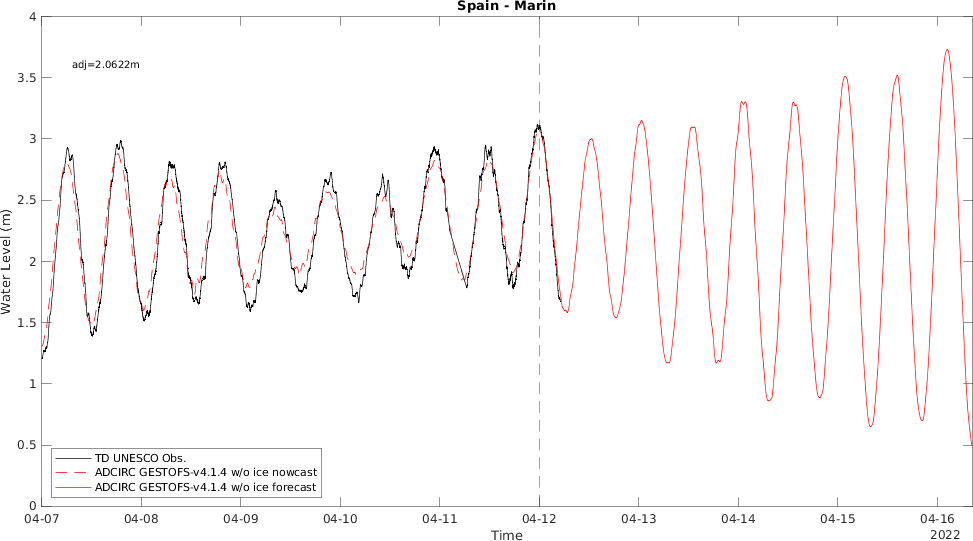 Spain - Marin
adj=2.0622m
Water Level (m)
4
3.5
3
2.5
2
1.5
1
0.5
0
TD UNESCO Obs.
ADCIRC GESTOFS-v4.1.4 w/o ice nowcast
ADCIRC GESTOFS-v4.1.4 w/o ice forecast
04-07 04-08 04-09 04-10 04-11 04-12 04-13 04-14 04-15 04-16
2022
Time